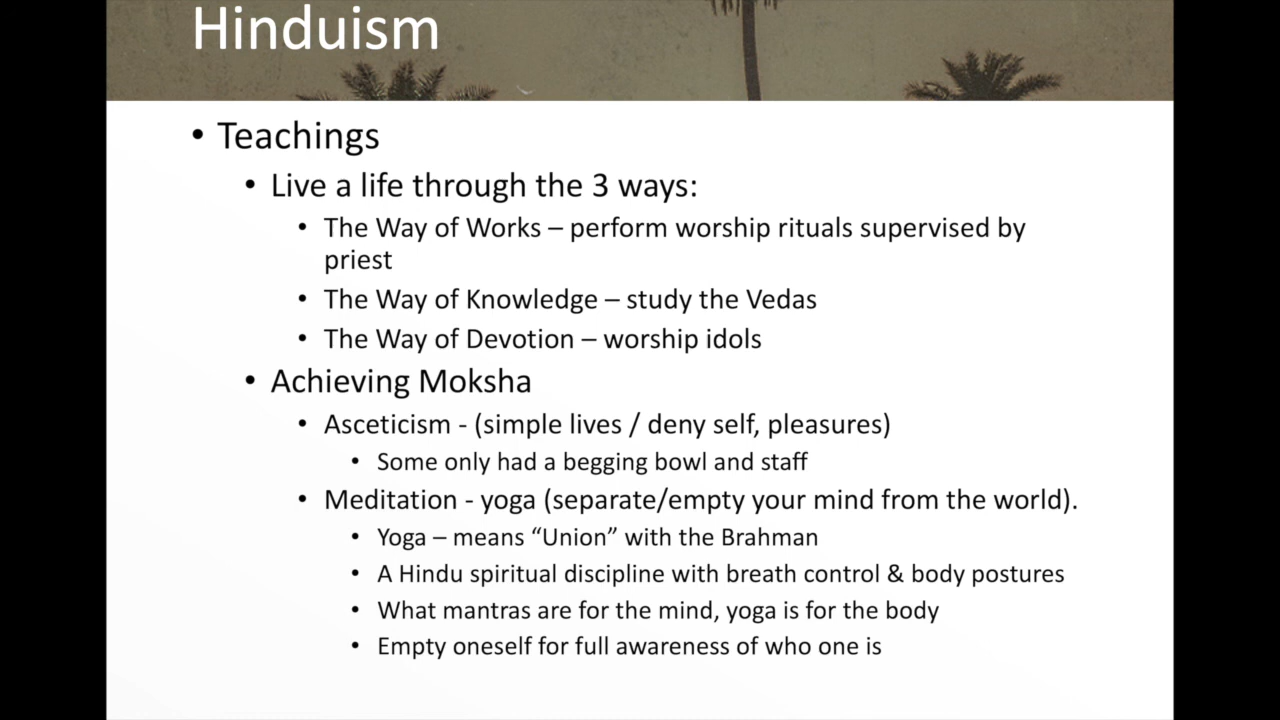 Hinduism
• Teachings
• Live a life through the 3 ways:
• The Way of Works – perform worship rituals supervised by
priest
• The Way of Knowledge – study the Vedas
• The Way of Devotion – worship idols
• Achieving Moksha
• Asceticism - (simple lives / deny self, pleasures)
• Some only had a begging bowl and staff
• Meditation - yoga (separate/empty your mind from the world).
• Yoga – means “Union” with the Brahman
• A Hindu spiritual discipline with breath control & body postures
• What mantras are for the mind, yoga is for the body
• Empty oneself for full awareness of who one is